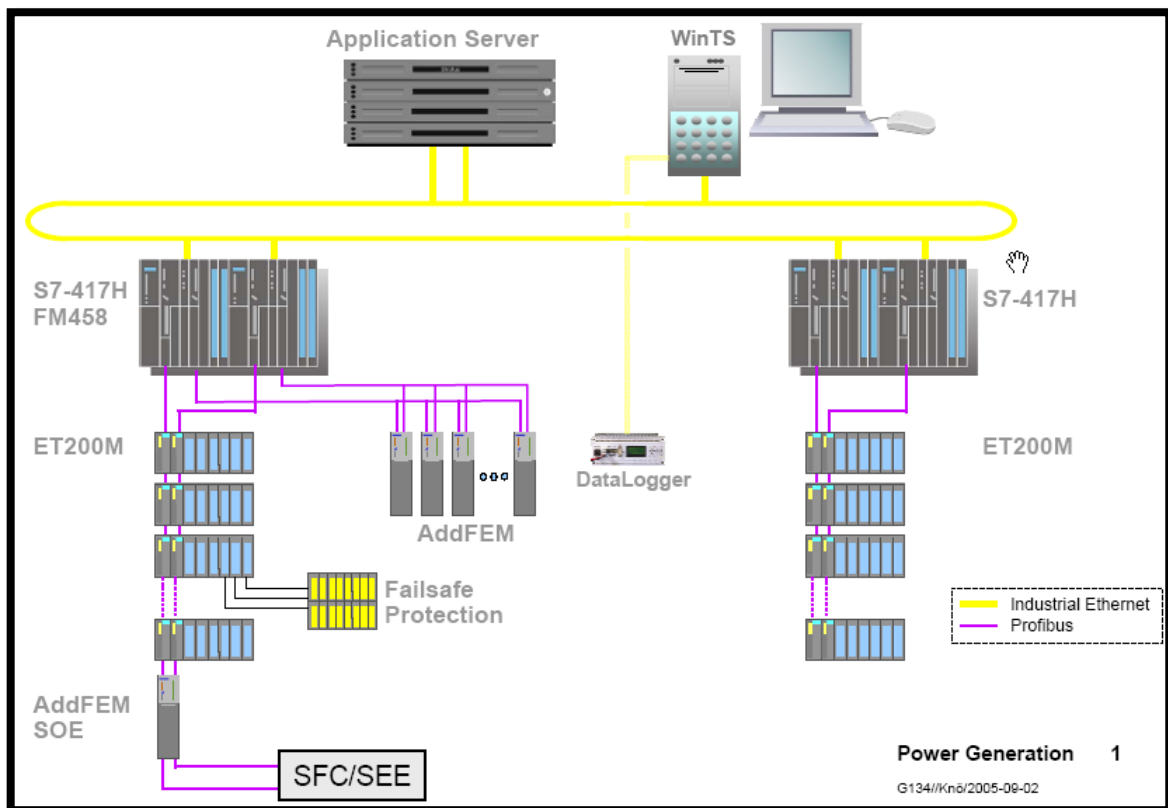 Application Server
WinTS
S7-417H
FM458
S7-417H
ET200M
ET200M
DataLogger
AddFEM
Failsafe
Protection
Industrial Ethernet
Profibus
AddFEM
SOE
SFC/SEE
Power Generation 1
G134//Knö/2005-09-02